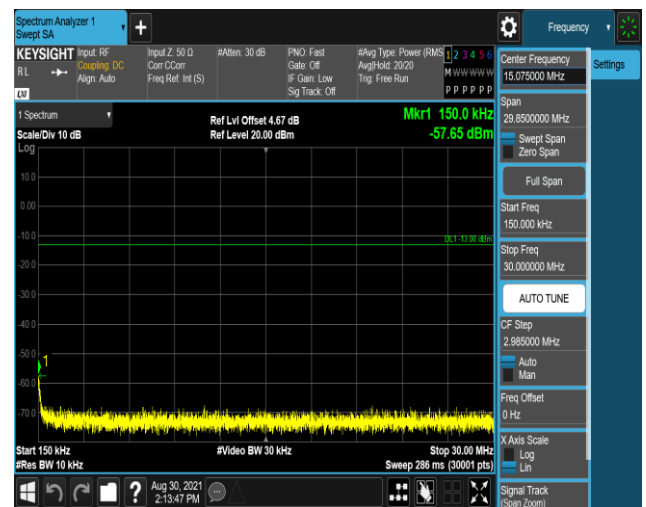 Spectrum Analyzer 1
Swept SA
Frequency
KEYSIGHT
RL
LXI
Input: RF
Coupling: DC
Align: Auto
Input Z: 50 Ω
Corr CCorr
Freq Ref: Int (S)
#Atten: 30 dB
PNO: Fast
Gate: Off
IF Gain: Low
Sig Track: Off
#Avg Type: Power (RMS
Avg|Hold: 20/20
Trig: Free Run
1 2 3 4 5 6
M W W W W W
P P P P P P
1 Spectrum
Scale/Div 10 dB
Log
Ref Lvl Offset 4.67 dB
Ref Level 20.00 dBm
Mkr1 150.0 kHz
-57.65 dBm
10.0
0.00
-10.0
DL1 -13.00 dBm
-20.0
-30.0
-40.0
-50.0
1
-60.0
-70.0
Start 150 kHz
#Res BW 10 kHz
#Video BW 30 kHz
Stop 30.00 MHz
Sweep 286 ms (30001 pts)
Aug 30, 2021
2:13:47 PM
Center Frequency
15.075000 MHz
Settings
Span
29.8500000 MHz
Swept Span
Zero Span
Full Span
Start Freq
150.000 kHz
Stop Freq
30.000000 MHz
AUTO TUNE
CF Step
2.985000 MHz
Auto
Man
Freq Offset
0 Hz
X Axis Scale
Log
Lin
Signal Track
(Span Zoom)